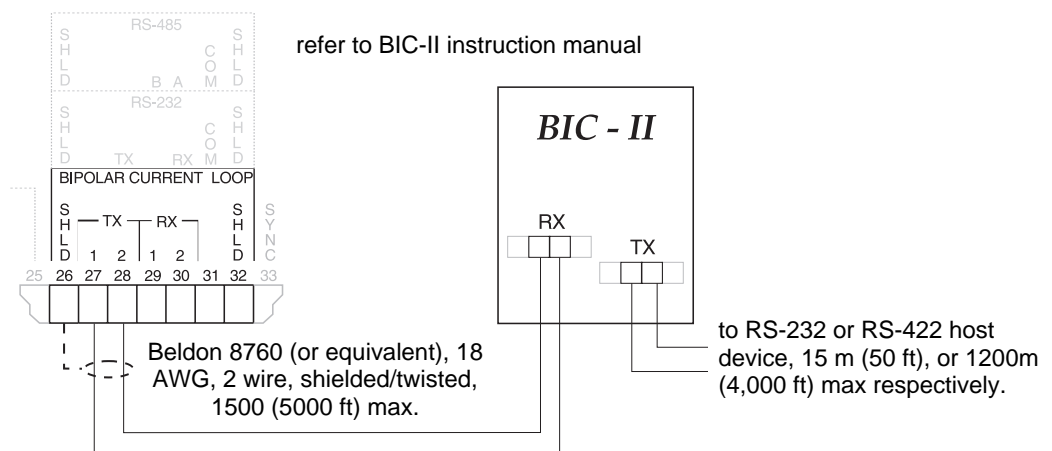 RS-485
SHLD
B A
COM
SHLD
RS-232
SHLD
TX
RX
COM
SHLD
BIPOLAR CURRENT LOOP
SHLD
TX RX
SHLD
SYNC
1 2 1 2
25 26 27 28 29 30 31 32 33
refer to BIC-II instruction manual
BIC - II
RX
TX
Beldon 8760 (or equivalent), 18
AWG, 2 wire, shielded/twisted,
1500 (5000 ft) max.
to RS-232 or RS-422 host
device, 15 m (50 ft), or 1200m
(4,000 ft) max respectively.